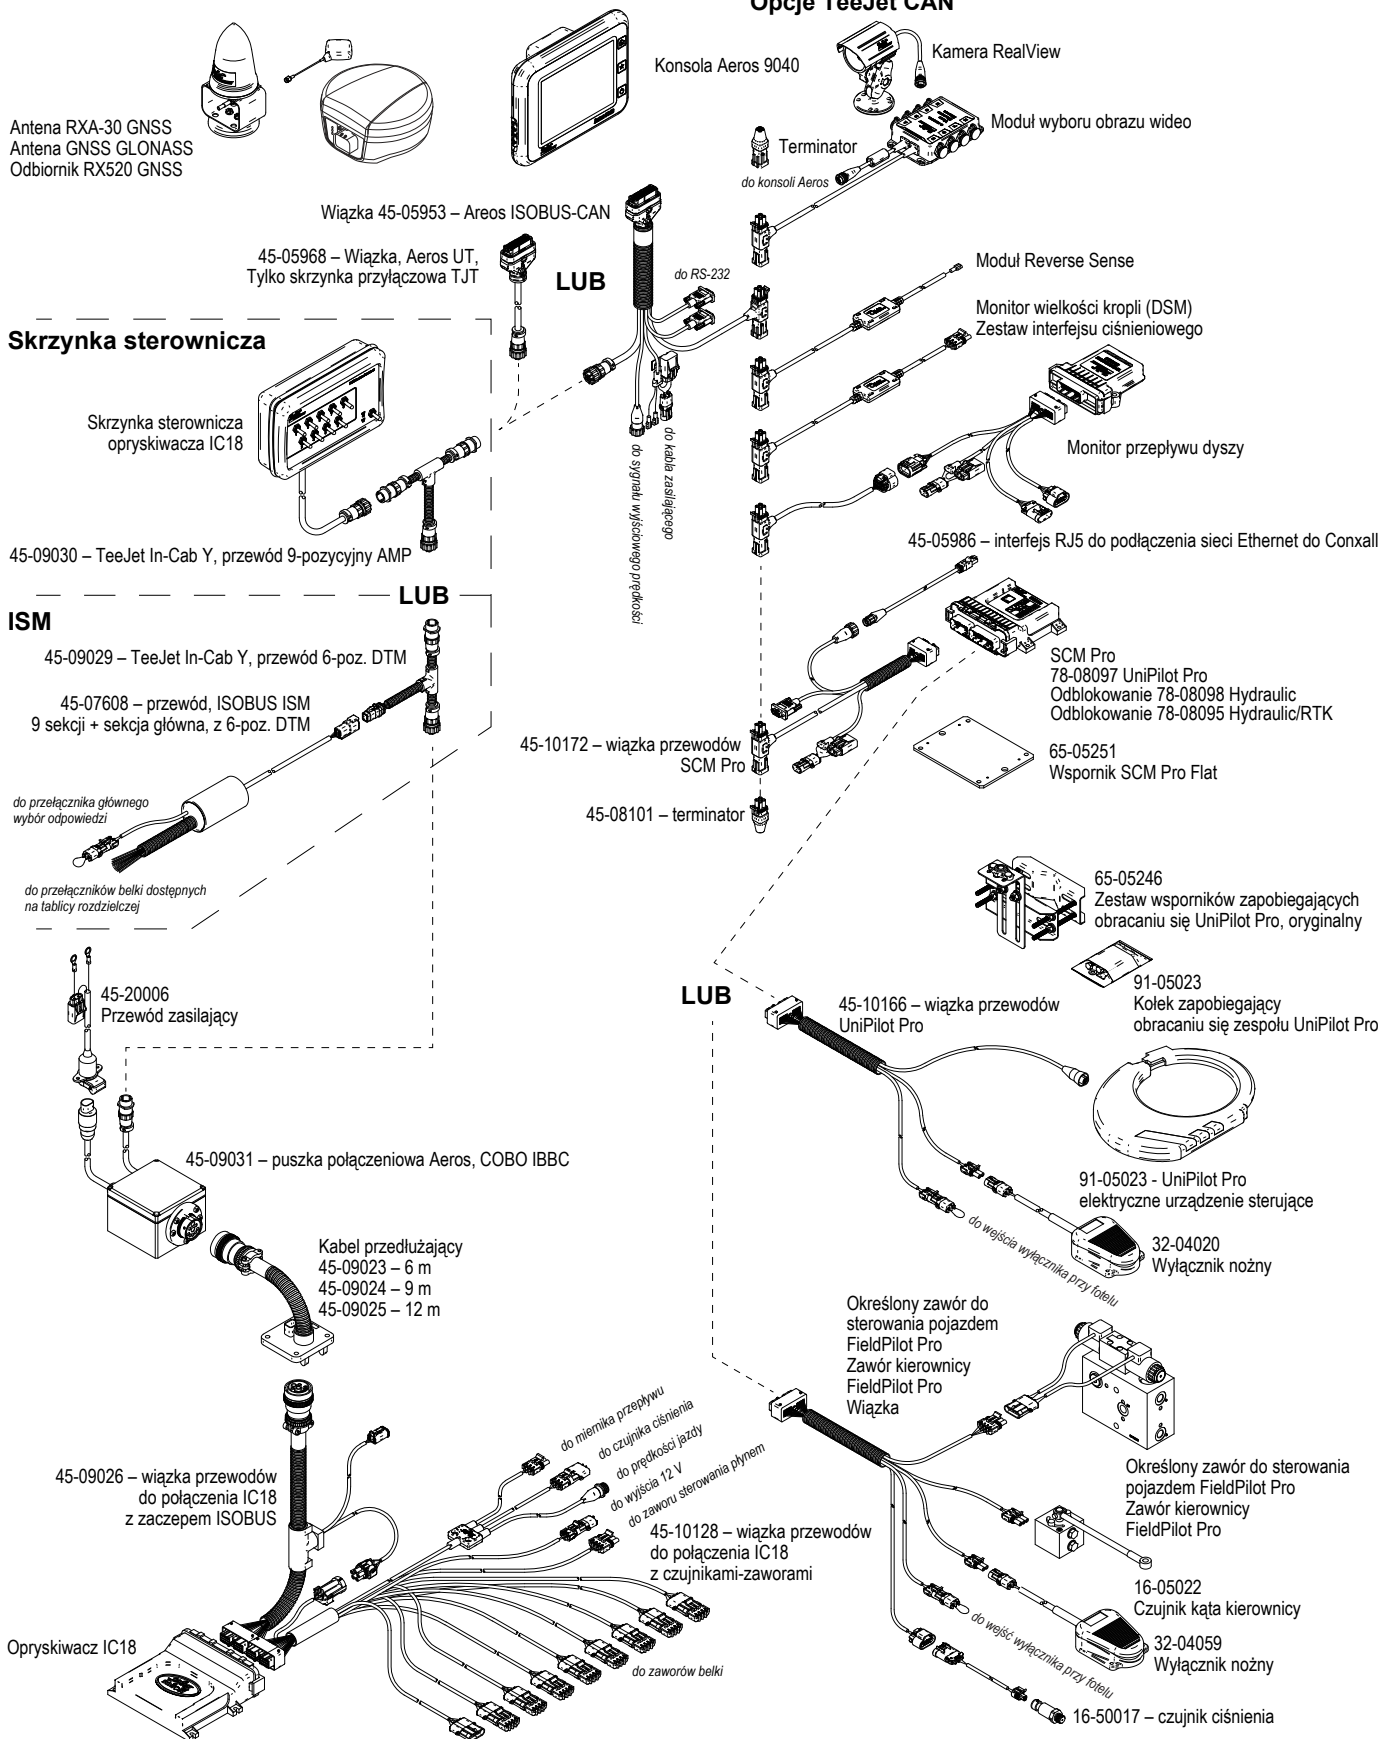 Opcje TeeJet CAN
Antena RXA-30 GNSS
Antena GNSS GLONASS
Odbiornik RX520 GNSS
Konsola Aeros 9040
Kamera RealView
Moduł wyboru obrazu wideo
Terminator
do konsoli Aeros
Wiązka 45-05953 – Areos ISOBUS-CAN
45-05968 – Wiązka, Aeros UT,
Tylko skrzynka przyłączowa TJT
LUB
do RS-232
Moduł Reverse Sense
Monitor wielkości kropli (DSM)
Zestaw interfejsu ciśnieniowego
Skrzynka sterownicza
Skrzynka sterownicza
opryskiwacza IC18
do kabla zasilającego
do sygnału wyjściowego prędkości
Monitor przepływu dyszy
45-09030 – TeeJet In-Cab Y, przewód 9-pozycyjny AMP
45-05986 – interfejs RJ5 do podłączenia sieci Ethernet do Conxall
LUB
ISM
45-09029 – TeeJet In-Cab Y, przewód 6-poz. DTM
45-07608 – przewód, ISOBUS ISM
9 sekcji + sekcja główna, z 6-poz. DTM
SCM Pro
78-08097 UniPilot Pro
Odblokowanie 78-08098 Hydraulic
Odblokowanie 78-08095 Hydraulic/RTK
45-10172 – wiązka przewodów
SCM Pro
65-05251
Wspornik SCM Pro Flat
45-08101 – terminator
do przełącznika głównego
wybór odpowiedzi
do przełączników belki dostępnych
na tablicy rozdzielczej
65-05246
Zestaw wsporników zapobiegających
obracaniu się UniPilot Pro, oryginalny
91-05023
Kołek zapobiegający
obracaniu się zespołu UniPilot Pro
45-20006
Przewód zasilający
LUB
45-10166 – wiązka przewodów
UniPilot Pro
45-09031 – puszka połączeniowa Aeros, COBO IBBC
91-05023 - UniPilot Pro
elektryczne urządzenie sterujące
do wejścia wyłącznika przy fotelu
32-04020
Wyłącznik nożny
Kabel przedłużający
45-09023 – 6 m
45-09024 – 9 m
45-09025 – 12 m
Określony zawór do
sterowania pojazdem
FieldPilot Pro
Zawór kierownicy
FieldPilot Pro
Wiązka
do miernika przepływu
do czujnika ciśnienia
do prędkości jazdy
do wyjścia 12 V
do zaworu sterowania płynem
45-09026 – wiązka przewodów
do połączenia IC18
z zaczepem ISOBUS
Określony zawór do sterowania
pojazdem FieldPilot Pro
Zawór kierownicy
FieldPilot Pro
45-10128 – wiązka przewodów
do połączenia IC18
z czujnikami-zaworami
16-05022
Czujnik kąta kierownicy
do wejść wyłącznika przy fotelu
32-04059
Wyłącznik nożny
Opryskiwacz IC18
do zaworów belki
16-50017 – czujnik ciśnienia